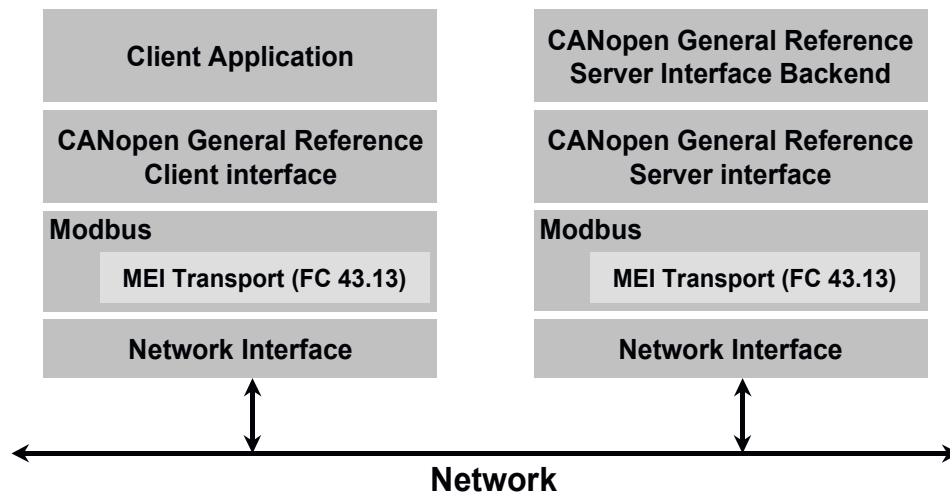 Client Application
CANopen General Reference
Client interface
Modbus
MEI Transport (FC 43.13)
Network Interface
CANopen General Reference
Server Interface Backend
CANopen General Reference
Server interface
Modbus
MEI Transport (FC 43.13)
Network Interface
Network